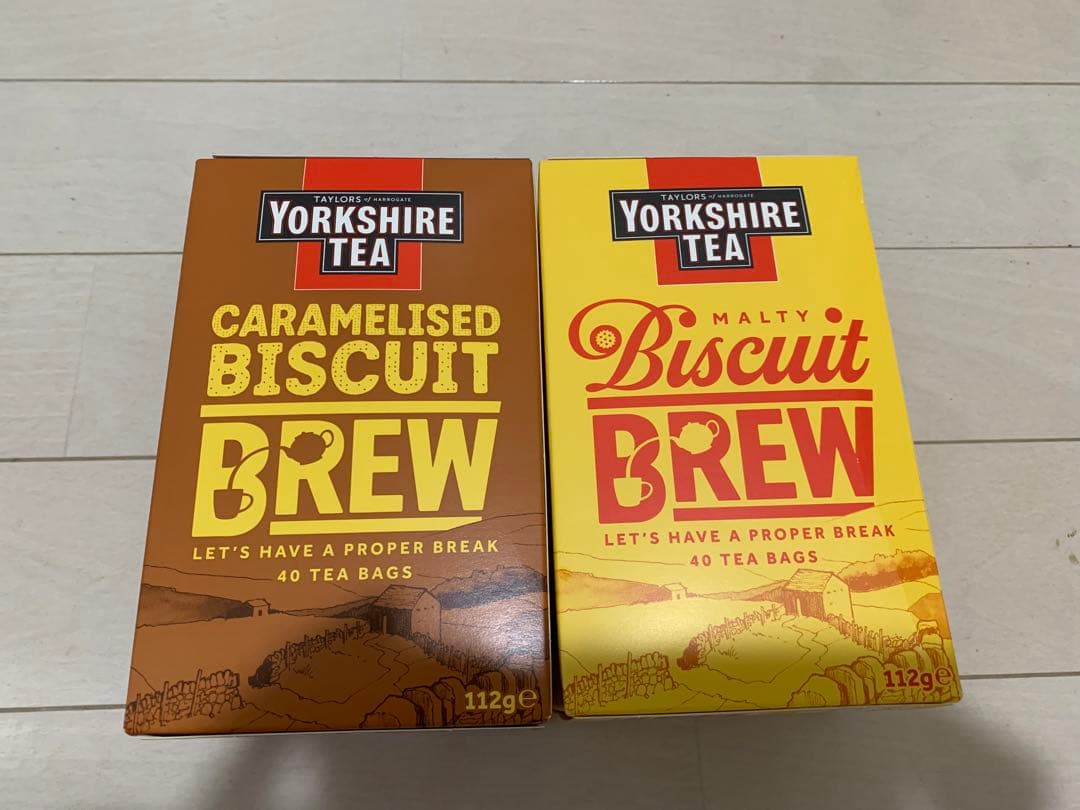 TAYLORS of HARROGATE
YORKSHIRE
TEA
CARAMELISED
BISCUIT
BREW
LET'S HAVE A PROPER BREAK
40 TEA BAGS
112g℮
TAYLORS of HARROGATE
YORKSHIRE
TEA
MALTY
Biscuit
BREW
LET'S HAVE A PROPER BREAK
40 TEA BAGS
112g℮